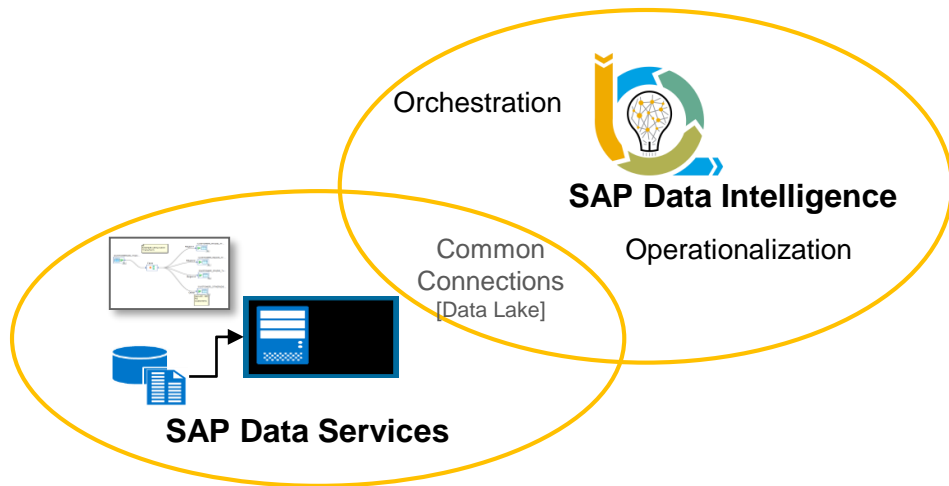 Orchestration
SAP Data Intelligence
Operationalization
Common
Connections
[Data Lake]
SAP Data Services